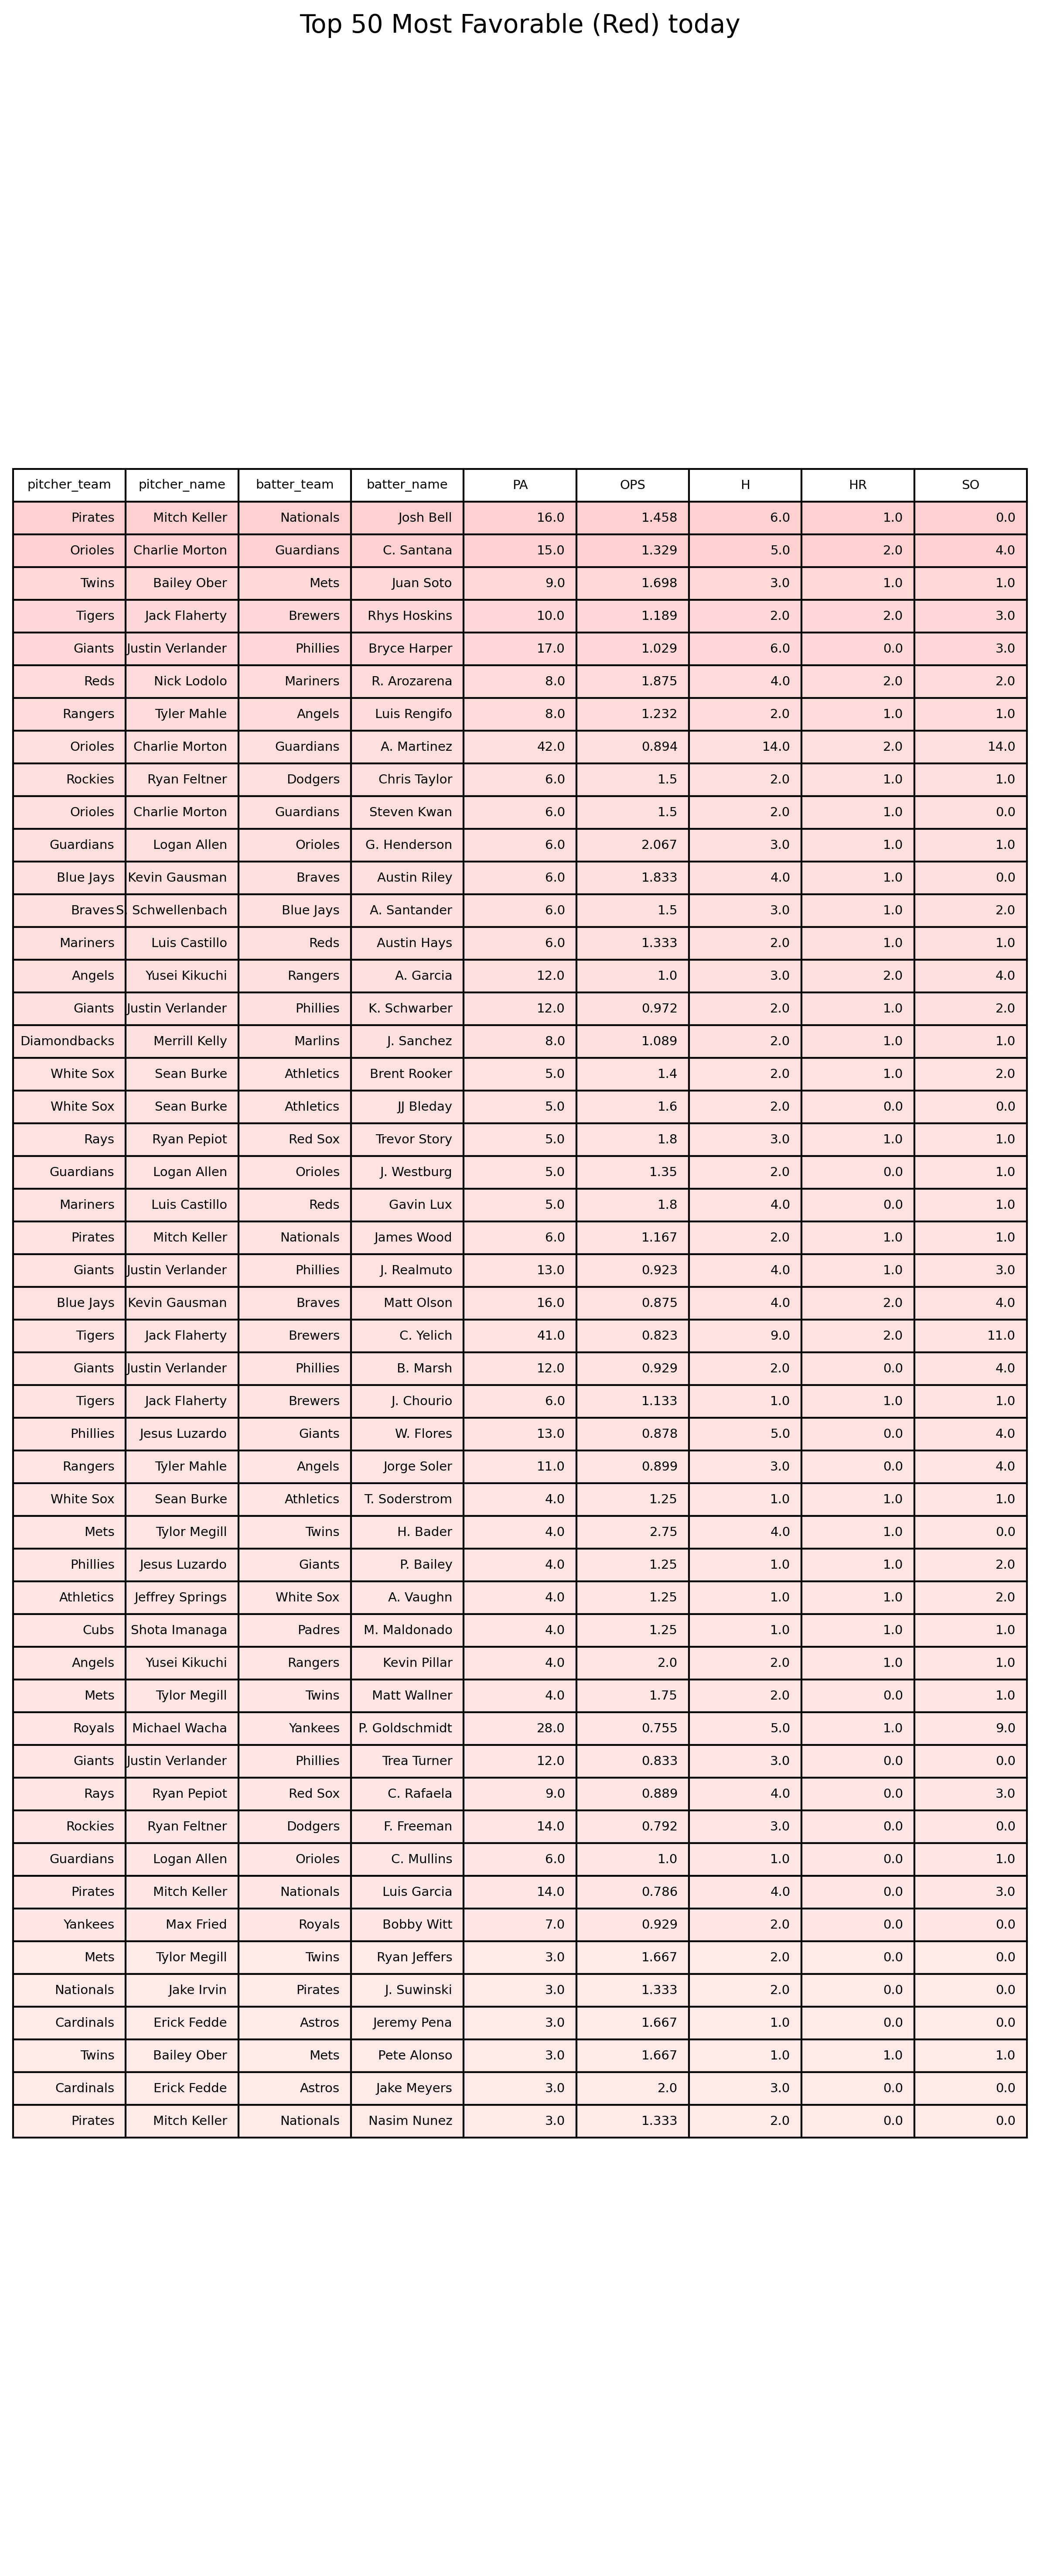 Top 50 Most Favorable (Red) today
pitcher_team pitcher_name batter_team batter_name PA OPS H HR SO
Pirates Mitch Keller Nationals Josh Bell 16.0 1.458 6.0 1.0 0.0
Orioles Charlie Morton Guardians C. Santana 15.0 1.329 5.0 2.0 4.0
Twins Bailey Ober Mets Juan Soto 9.0 1.698 3.0 1.0 1.0
Tigers Jack Flaherty Brewers Rhys Hoskins 10.0 1.189 2.0 2.0 3.0
Giants Justin Verlander Phillies Bryce Harper 17.0 1.029 6.0 0.0 3.0
Reds Nick Lodolo Mariners R. Arozarena 8.0 1.875 4.0 2.0 2.0
Rangers Tyler Mahle Angels Luis Rengifo 8.0 1.232 2.0 1.0 1.0
Orioles Charlie Morton Guardians A. Martinez 42.0 0.894 14.0 2.0 14.0
Rockies Ryan Feltner Dodgers Chris Taylor 6.0 1.5 2.0 1.0 1.0
Orioles Charlie Morton Guardians Steven Kwan 6.0 1.5 2.0 1.0 0.0
Guardians Logan Allen Orioles G. Henderson 6.0 2.067 3.0 1.0 1.0
Blue Jays Kevin Gausman Braves Austin Riley 6.0 1.833 4.0 1.0 0.0
Braves S. Schwellenbach Blue Jays A. Santander 6.0 1.5 3.0 1.0 2.0
Mariners Luis Castillo Reds Austin Hays 6.0 1.333 2.0 1.0 1.0
Angels Yusei Kikuchi Rangers A. Garcia 12.0 1.0 3.0 2.0 4.0
Giants Justin Verlander Phillies K. Schwarber 12.0 0.972 2.0 1.0 2.0
Diamondbacks Merrill Kelly Marlins J. Sanchez 8.0 1.089 2.0 1.0 1.0
White Sox Sean Burke Athletics Brent Rooker 5.0 1.4 2.0 1.0 2.0
White Sox Sean Burke Athletics JJ Bleday 5.0 1.6 2.0 0.0 0.0
Rays Ryan Pepiot Red Sox Trevor Story 5.0 1.8 3.0 1.0 1.0
Guardians Logan Allen Orioles J. Westburg 5.0 1.35 2.0 0.0 1.0
Mariners Luis Castillo Reds Gavin Lux 5.0 1.8 4.0 0.0 1.0
Pirates Mitch Keller Nationals James Wood 6.0 1.167 2.0 1.0 1.0
Giants Justin Verlander Phillies J. Realmuto 13.0 0.923 4.0 1.0 3.0
Blue Jays Kevin Gausman Braves Matt Olson 16.0 0.875 4.0 2.0 4.0
Tigers Jack Flaherty Brewers C. Yelich 41.0 0.823 9.0 2.0 11.0
Giants Justin Verlander Phillies B. Marsh 12.0 0.929 2.0 0.0 4.0
Tigers Jack Flaherty Brewers J. Chourio 6.0 1.133 1.0 1.0 1.0
Phillies Jesus Luzardo Giants W. Flores 13.0 0.878 5.0 0.0 4.0
Rangers Tyler Mahle Angels Jorge Soler 11.0 0.899 3.0 0.0 4.0
White Sox Sean Burke Athletics T. Soderstrom 4.0 1.25 1.0 1.0 1.0
Mets Tylor Megill Twins H. Bader 4.0 2.75 4.0 1.0 0.0
Phillies Jesus Luzardo Giants P. Bailey 4.0 1.25 1.0 1.0 2.0
Athletics Jeffrey Springs White Sox A. Vaughn 4.0 1.25 1.0 1.0 2.0
Cubs Shota Imanaga Padres M. Maldonado 4.0 1.25 1.0 1.0 1.0
Angels Yusei Kikuchi Rangers Kevin Pillar 4.0 2.0 2.0 1.0 1.0
Mets Tylor Megill Twins Matt Wallner 4.0 1.75 2.0 0.0 1.0
Royals Michael Wacha Yankees P. Goldschmidt 28.0 0.755 5.0 1.0 9.0
Giants Justin Verlander Phillies Trea Turner 12.0 0.833 3.0 0.0 0.0
Rays Ryan Pepiot Red Sox C. Rafaela 9.0 0.889 4.0 0.0 3.0
Rockies Ryan Feltner Dodgers F. Freeman 14.0 0.792 3.0 0.0 0.0
Guardians Logan Allen Orioles C. Mullins 6.0 1.0 1.0 0.0 1.0
Pirates Mitch Keller Nationals Luis Garcia 14.0 0.786 4.0 0.0 3.0
Yankees Max Fried Royals Bobby Witt 7.0 0.929 2.0 0.0 0.0
Mets Tylor Megill Twins Ryan Jeffers 3.0 1.667 2.0 0.0 0.0
Nationals Jake Irvin Pirates J. Suwinski 3.0 1.333 2.0 0.0 0.0
Cardinals Erick Fedde Astros Jeremy Pena 3.0 1.667 1.0 0.0 0.0
Twins Bailey Ober Mets Pete Alonso 3.0 1.667 1.0 1.0 1.0
Cardinals Erick Fedde Astros Jake Meyers 3.0 2.0 3.0 0.0 0.0
Pirates Mitch Keller Nationals Nasim Nunez 3.0 1.333 2.0 0.0 0.0